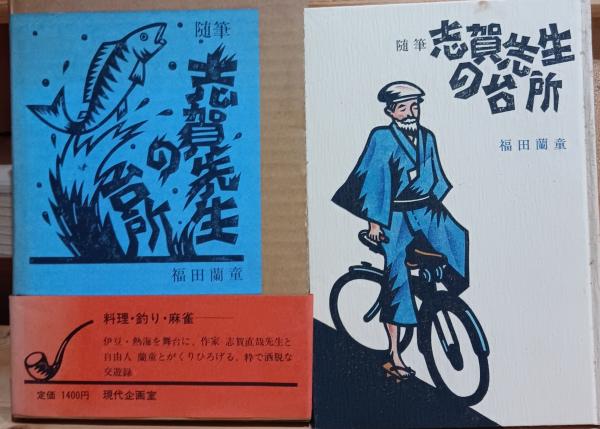 随筆
志賀先生
の
台所
福田蘭童
料理・釣り・麻雀――
伊豆・熱海を舞台に、作家 志賀直哉先生と
自由人 蘭童とがくりひろげる、粋で洒脱な
交遊録
定価 1400円 現代企画室
随筆 志賀先生
の台所
福田蘭童